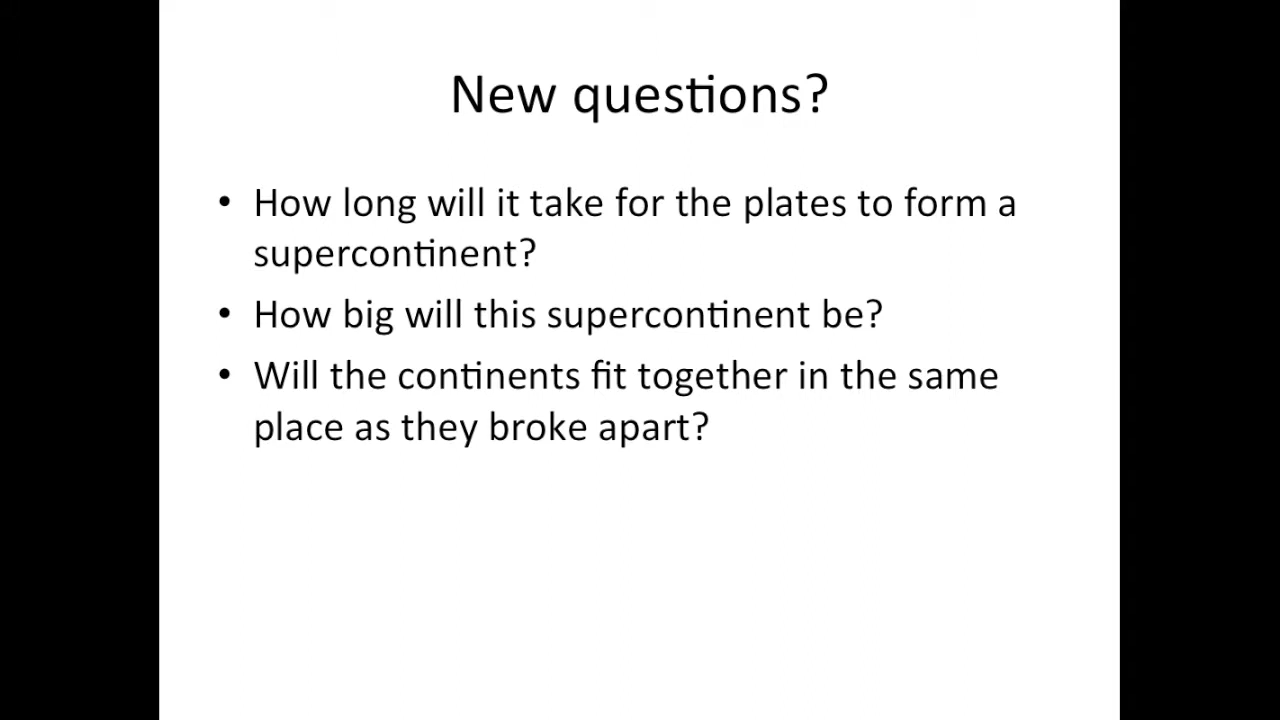 New questions?
• How long will it take for the plates to form a
supercontinent?
• How big will this supercontinent be?
• Will the continents fit together in the same
place as they broke apart?